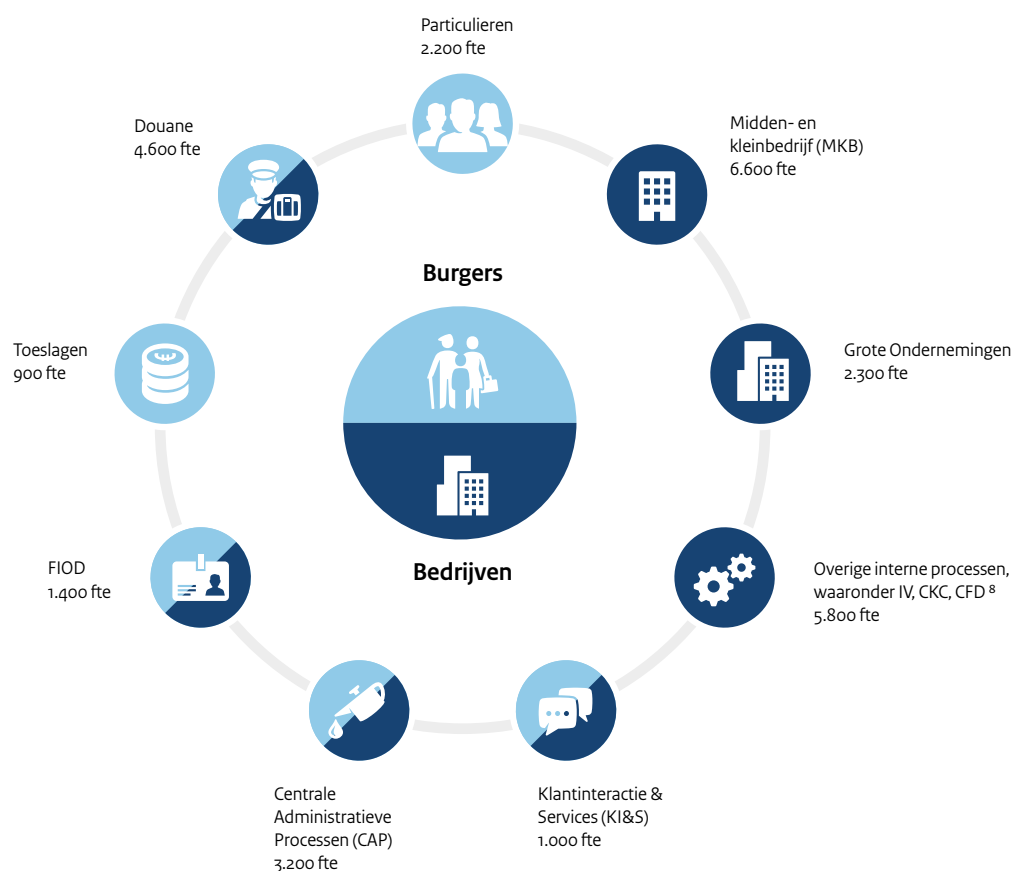 Particulieren
2.200 fte
Douane
4.600 fte
Midden- en
kleinbedrijf (MKB)
6.600 fte
Burgers
Toeslagen
900 fte
Grote Ondernemingen
2.300 fte
FIOD
1.400 fte
Bedrijven
Overige interne processen,
waaronder IV, CKC, CFD ⁸
5.800 fte
Centrale
Administratieve
Processen (CAP)
3.200 fte
Klantinteractie &
Services (KI&S)
1.000 fte